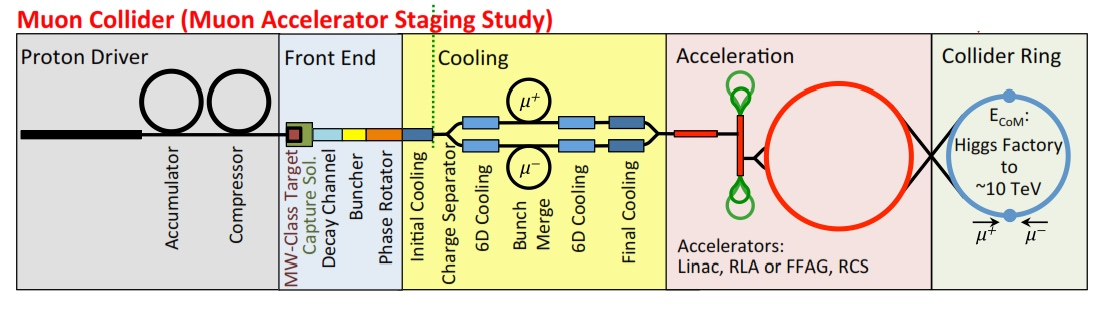 Muon Collider (Muon Accelerator Staging Study)
Proton Driver
Accumulator
Compressor
Front End
MW-Class Target
Capture Sol.
Decay Channel
Buncher
Phase Rotator
Cooling
Initial Cooling
Charge Separator
6D Cooling
μ+
μ−
Bunch
Merge
6D Cooling
Final Cooling
Acceleration
Accelerators:
Linac, RLA or FFAG, RCS
Collider Ring
ECoM:
Higgs Factory
to
~10 TeV
μ+ μ−